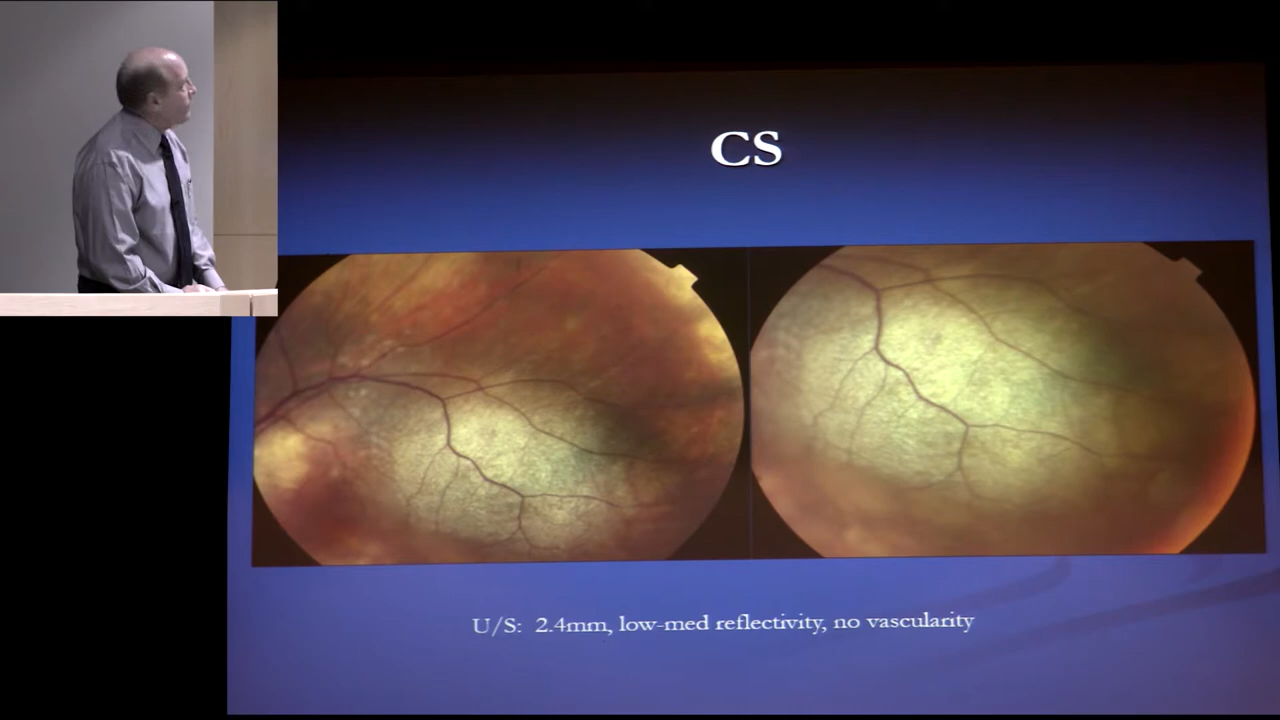 CS
U/S: 2.4mm, low-med reflectivity, no vascularity